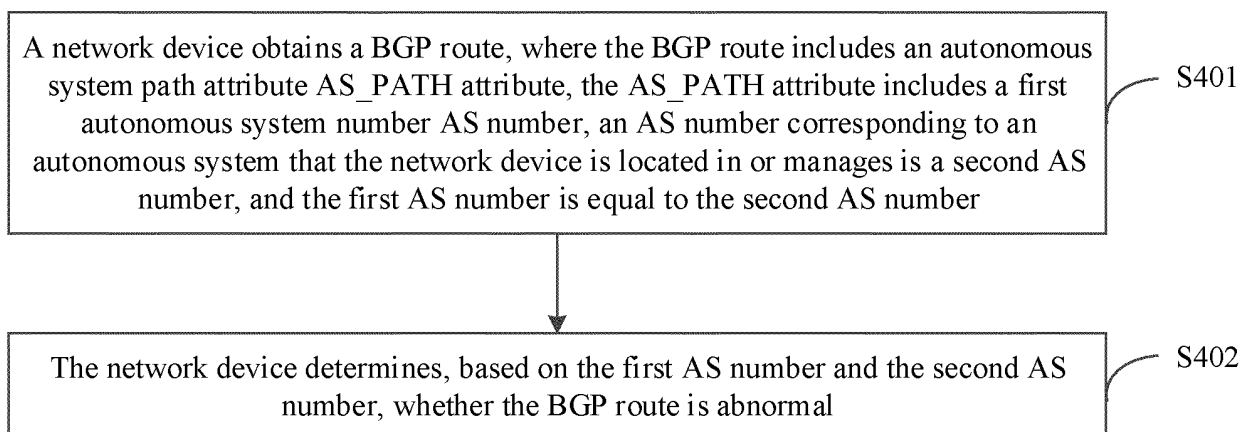 A network device obtains a BGP route, where the BGP route includes an autonomous
system path attribute AS_PATH attribute, the AS_PATH attribute includes a first
autonomous system number AS number, an AS number corresponding to an
autonomous system that the network device is located in or manages is a second AS
number, and the first AS number is equal to the second AS number
S401
The network device determines, based on the first AS number and the second AS
number, whether the BGP route is abnormal
S402